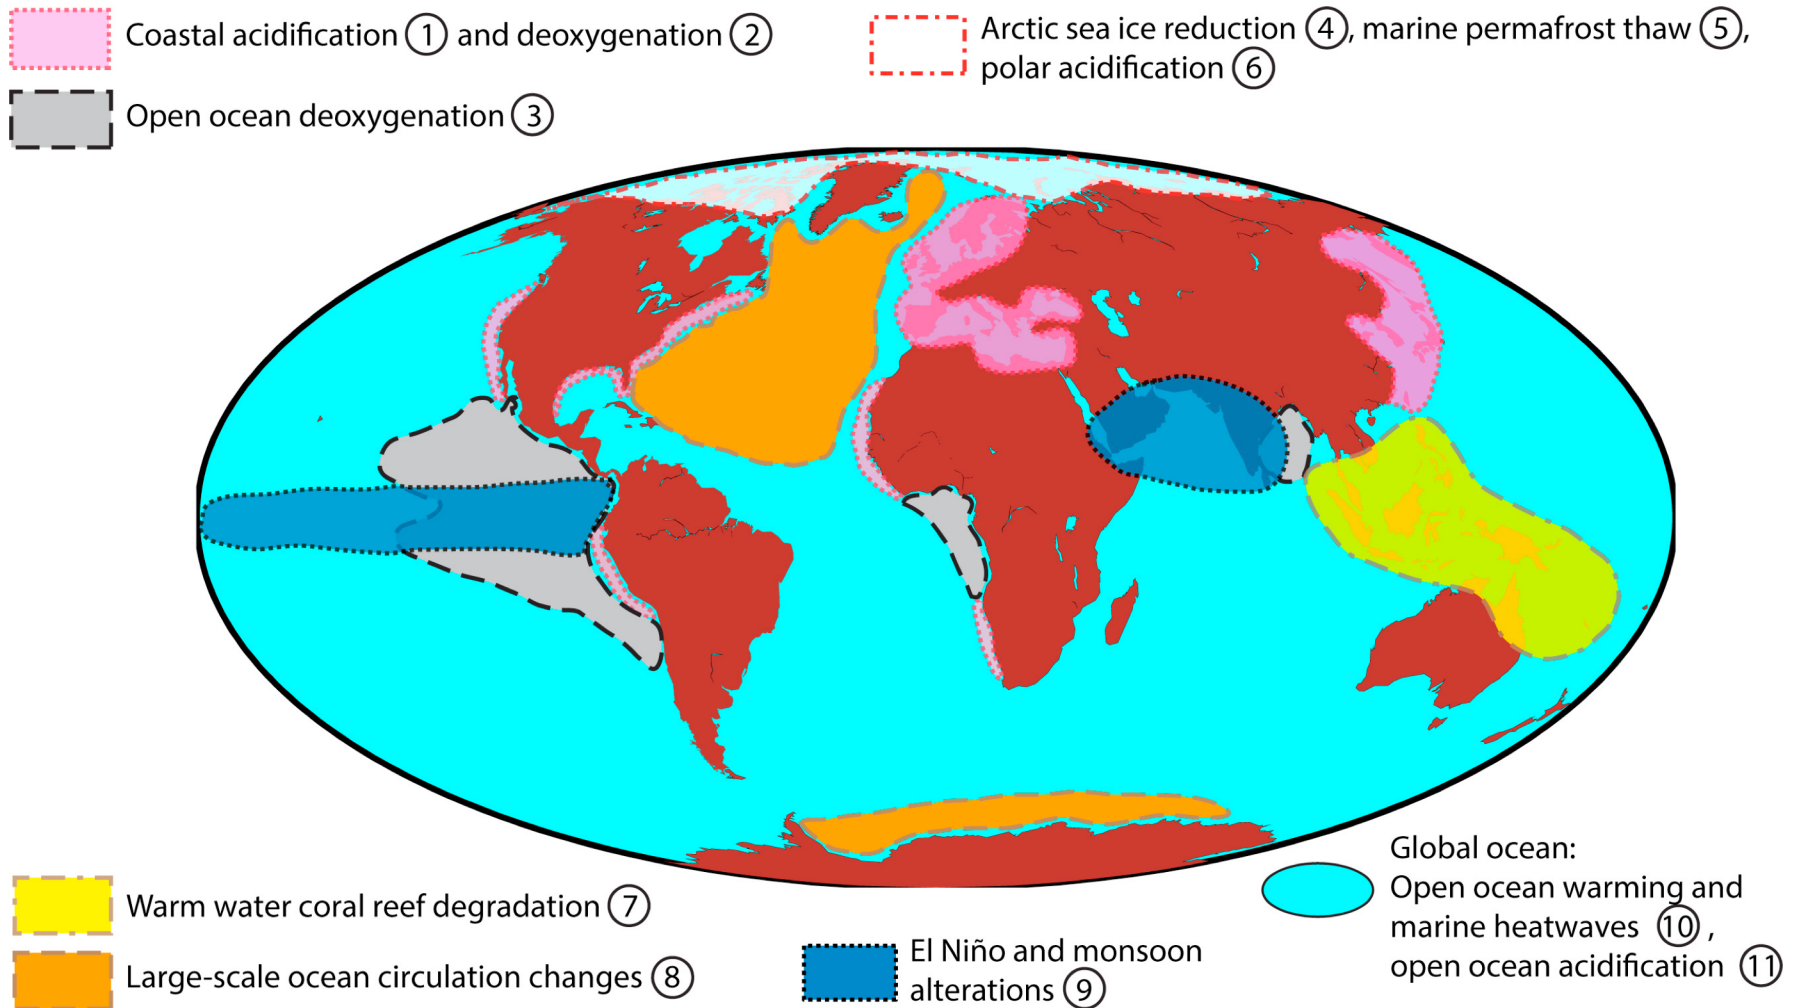 Coastal acidification ① and deoxygenation ②
Open ocean deoxygenation ③
Arctic sea ice reduction ④, marine permafrost thaw ⑤,
polar acidification ⑥
Warm water coral reef degradation ⑦
Large-scale ocean circulation changes ⑧
El Niño and monsoon
alterations ⑨
Global ocean:
Open ocean warming and
marine heatwaves ⑩ ,
open ocean acidification ⑪